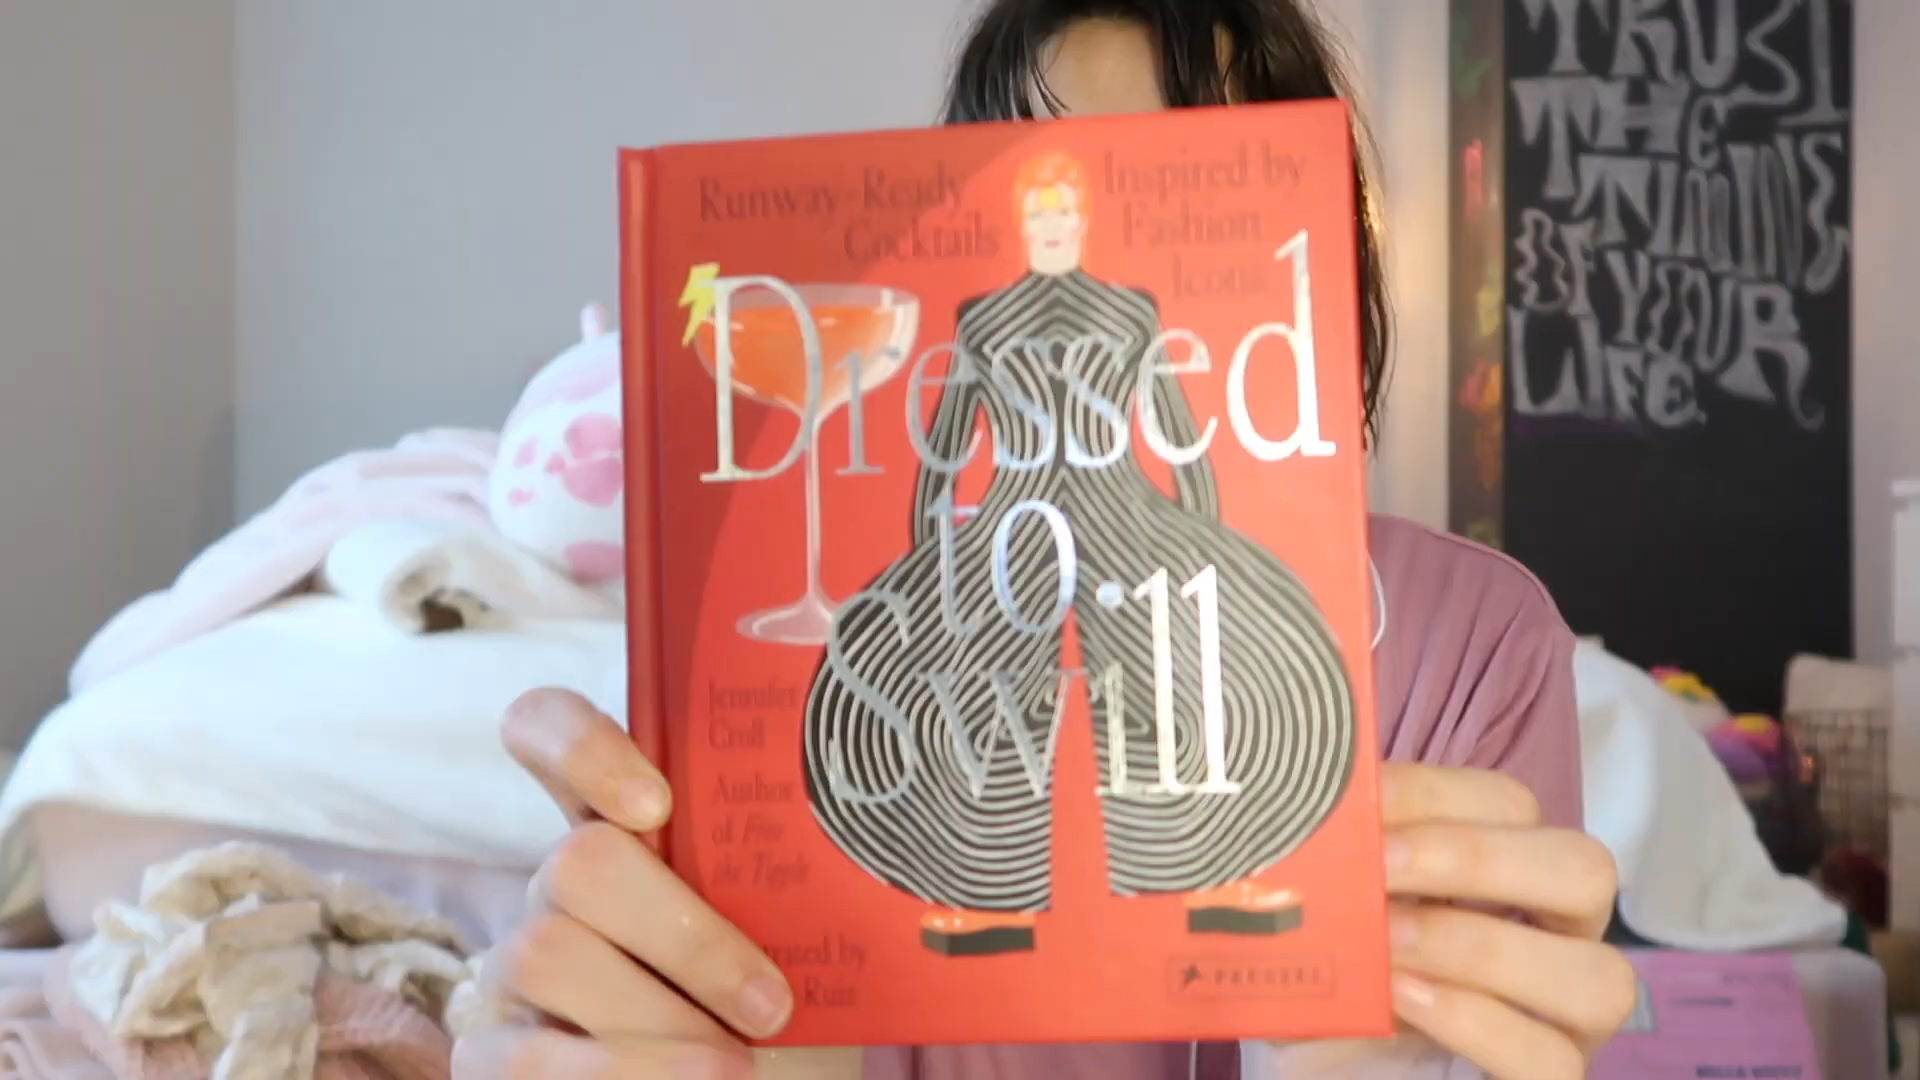 Runway-Ready
Cocktails
Inspired by
Fashion
Icons
Dressed
to
Swill
Jennifer
Croll
Author
of Free
the Tipple
by
Ruiz
PRESTEL
TRUST
THE
TIMING
OF YOUR
LIFE.